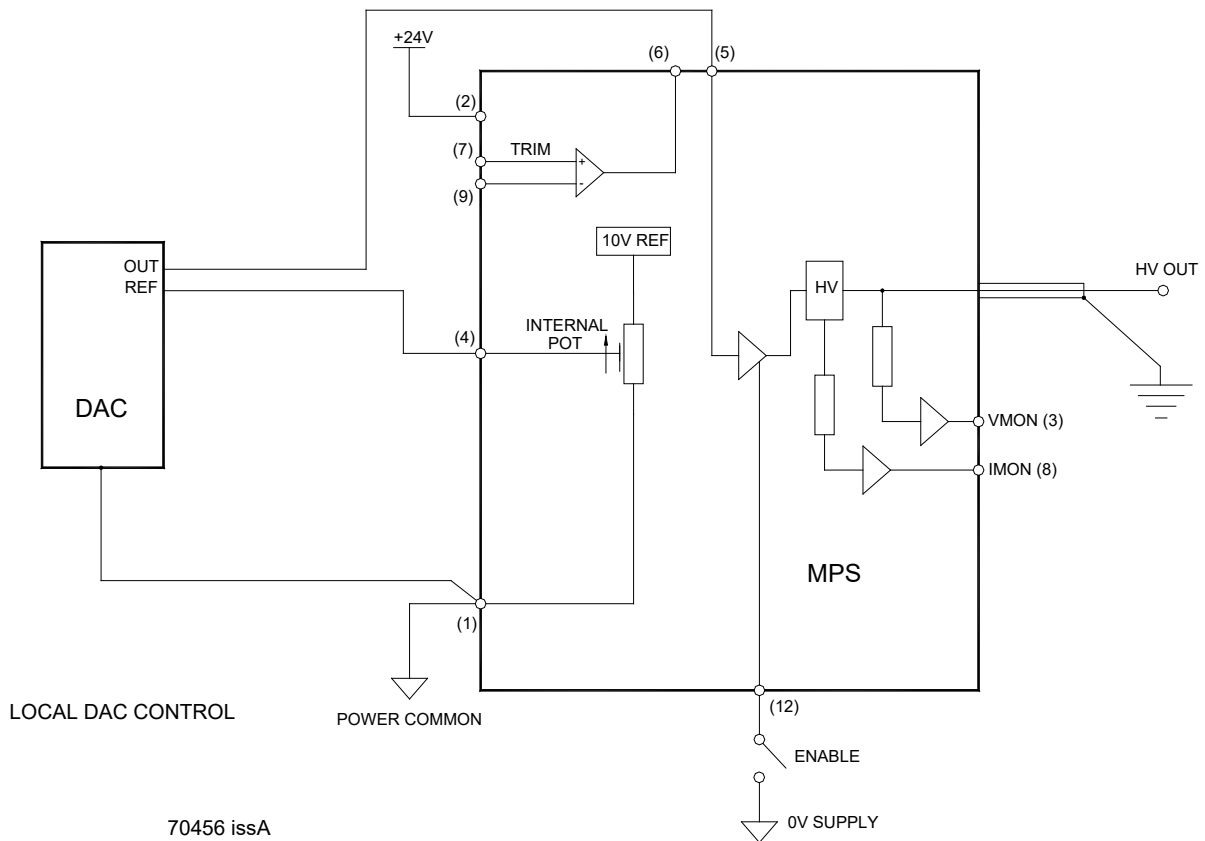 +24V
(6)
(5)
(2)
(7)
TRIM
+
(9)
-
10V REF
OUT
REF
HV OUT
HV
INTERNAL
POT
(4)
DAC
VMON (3)
IMON (8)
MPS
(1)
LOCAL DAC CONTROL
POWER COMMON
(12)
ENABLE
0V SUPPLY
70456 issA